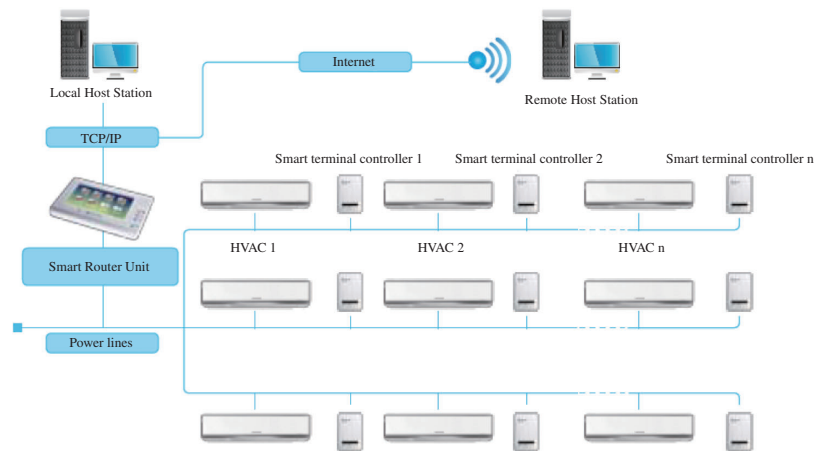 Internet
Local Host Station
Remote Host Station
TCP/IP
Smart terminal controller 1
Smart terminal controller 2
Smart terminal controller n
HVAC 1
HVAC 2
HVAC n
Smart Router Unit
Power lines